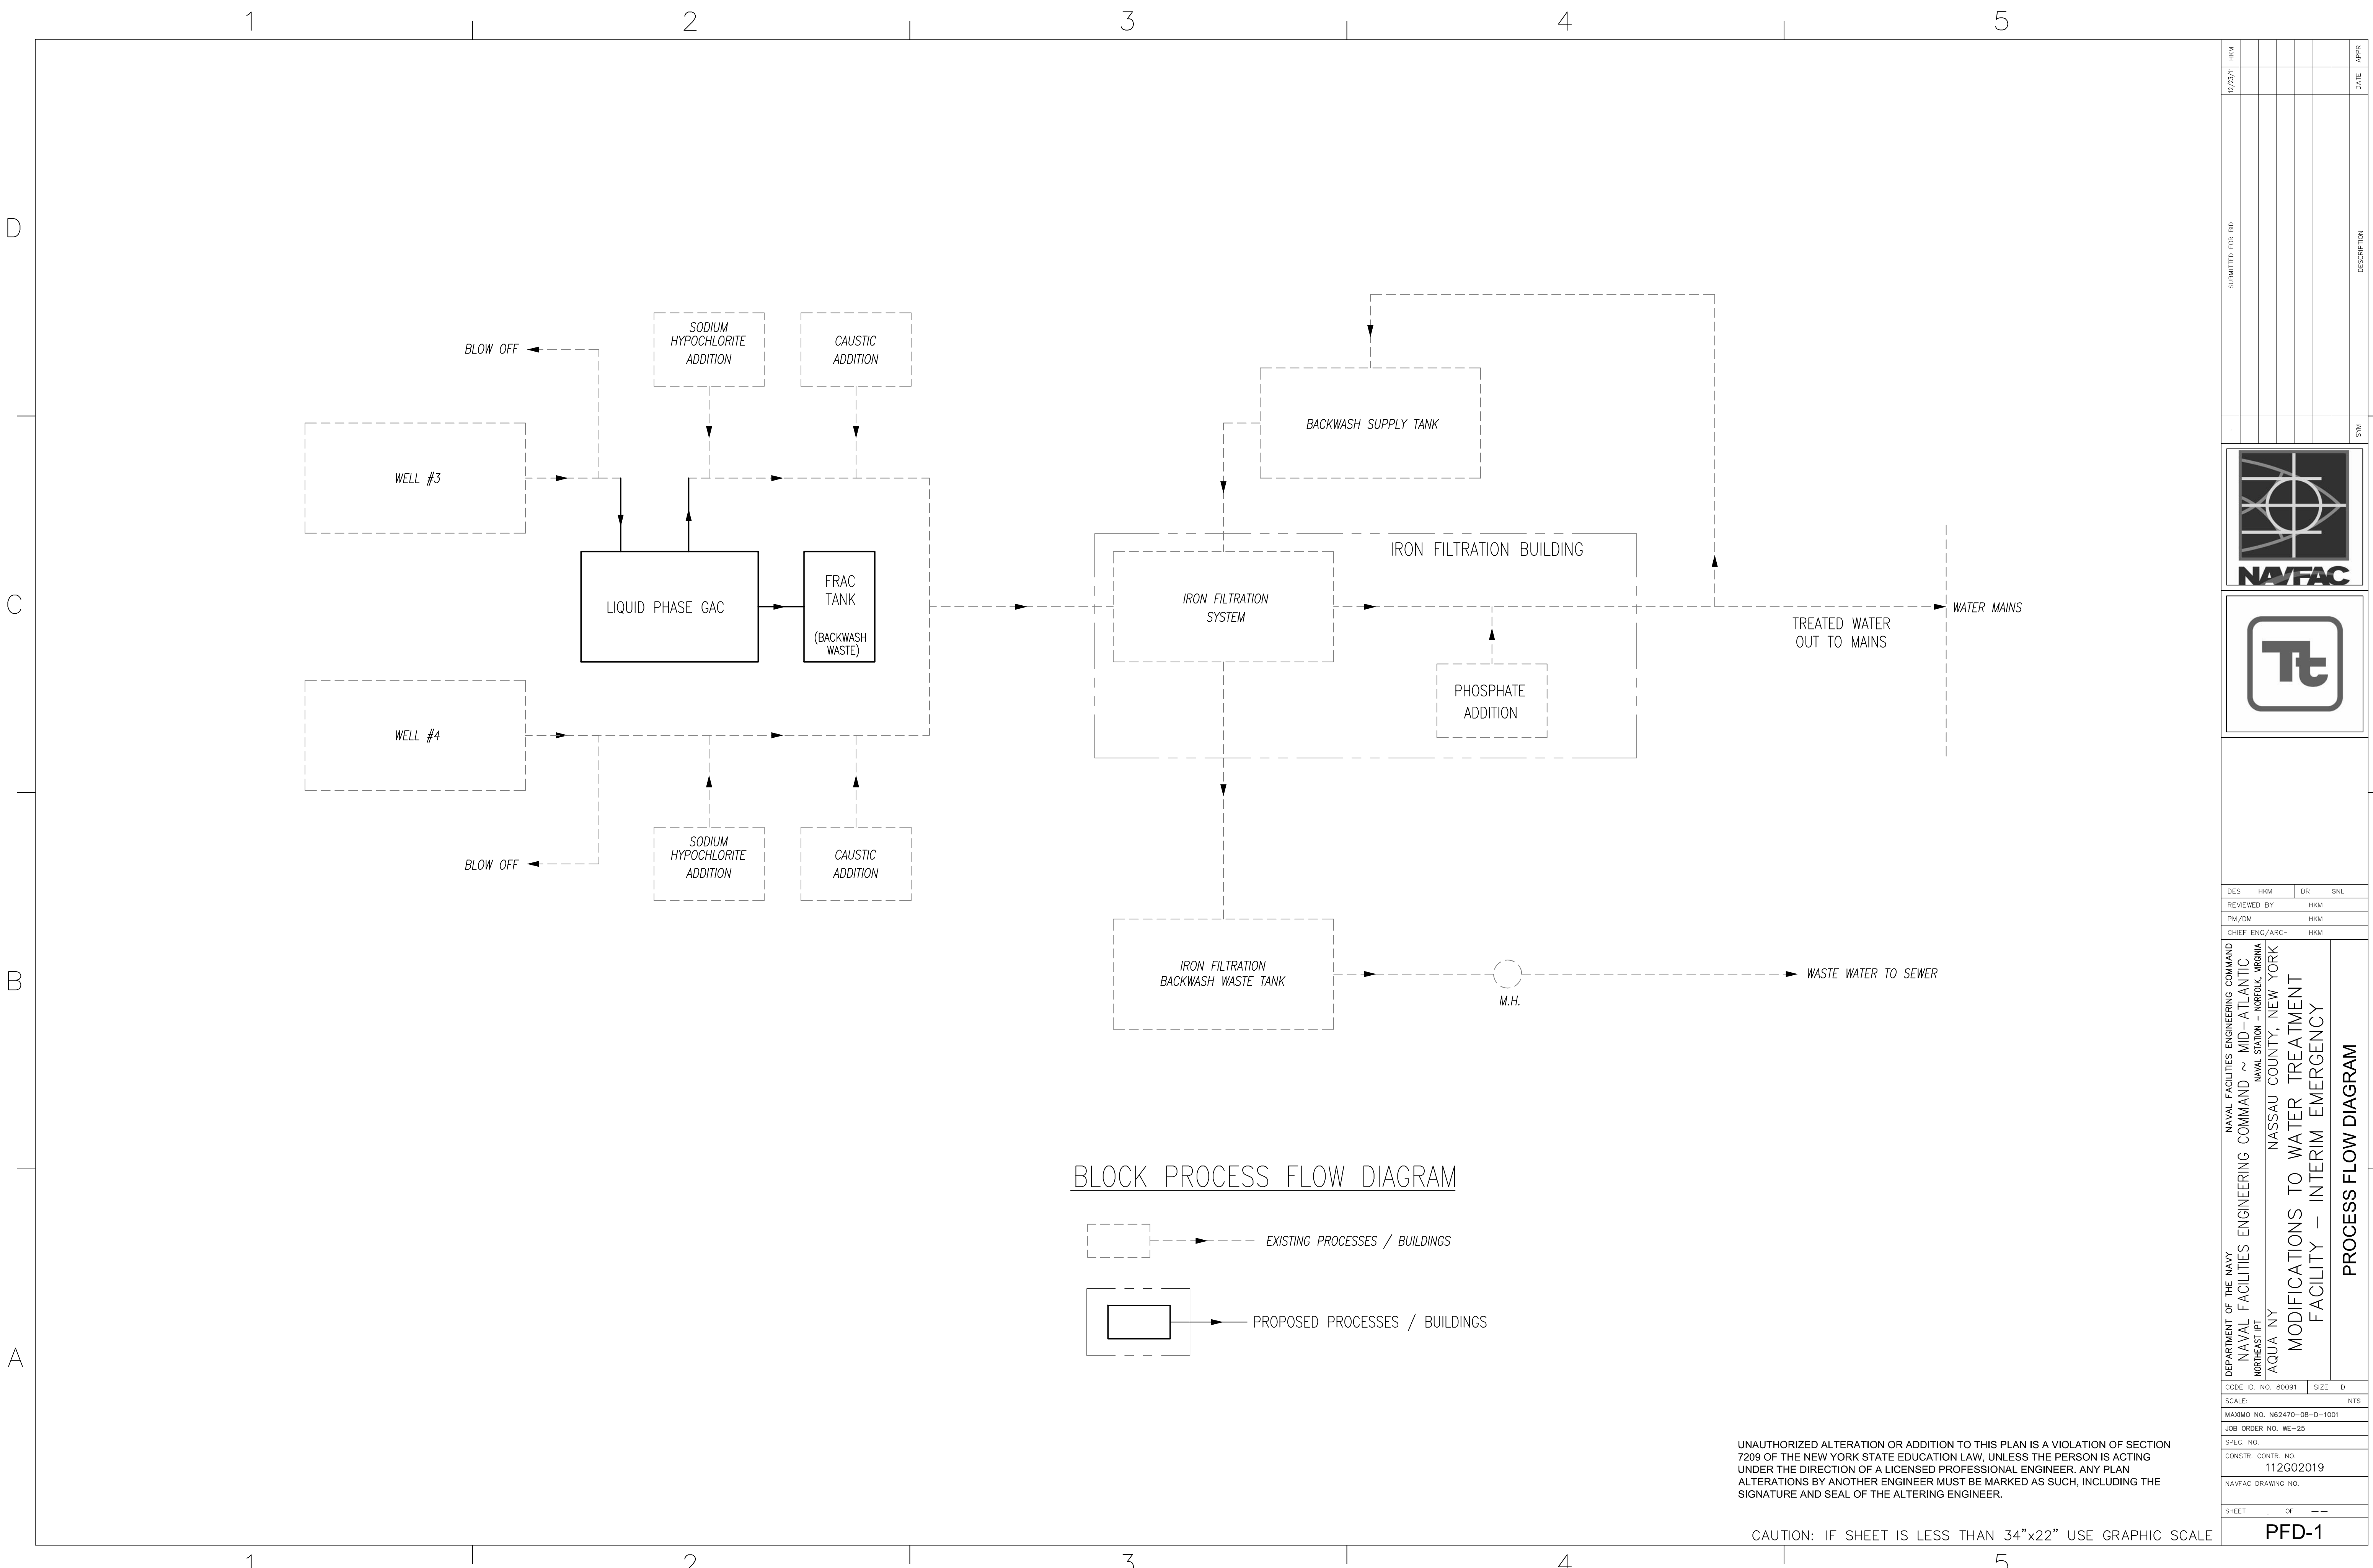 1
2
3
4
5
D
C
B
A
BLOW OFF
SODIUM
HYPOCHLORITE
ADDITION
CAUSTIC
ADDITION
WELL #3
LIQUID PHASE GAC
FRAC
TANK
(BACKWASH
WASTE)
WELL #4
BLOW OFF
SODIUM
HYPOCHLORITE
ADDITION
CAUSTIC
ADDITION
BACKWASH SUPPLY TANK
IRON FILTRATION BUILDING
IRON FILTRATION
SYSTEM
PHOSPHATE
ADDITION
TREATED WATER
OUT TO MAINS
WATER MAINS
IRON FILTRATION
BACKWASH WASTE TANK
M.H.
WASTE WATER TO SEWER
BLOCK PROCESS FLOW DIAGRAM
EXISTING PROCESSES / BUILDINGS
PROPOSED PROCESSES / BUILDINGS
UNAUTHORIZED ALTERATION OR ADDITION TO THIS PLAN IS A VIOLATION OF SECTION
7209 OF THE NEW YORK STATE EDUCATION LAW, UNLESS THE PERSON IS ACTING
UNDER THE DIRECTION OF A LICENSED PROFESSIONAL ENGINEER. ANY PLAN
ALTERATIONS BY ANOTHER ENGINEER MUST BE MARKED AS SUCH, INCLUDING THE
SIGNATURE AND SEAL OF THE ALTERING ENGINEER.
CAUTION: IF SHEET IS LESS THAN 34"x22" USE GRAPHIC SCALE
1
2
3
4
5
- SUBMITTED FOR BID 12/23/11 HKM
SYM DESCRIPTION DATE APPR
NAVFAC
Tt
DES HKM DR SNL
REVIEWED BY HKM
PM/DM HKM
CHIEF ENG/ARCH HKM
DEPARTMENT OF THE NAVY NAVAL FACILITIES ENGINEERING COMMAND
NAVAL FACILITIES ENGINEERING COMMAND ~ MID-ATLANTIC
NORTHEAST IPT NAVAL STATION - NORFOLK, VIRGINIA
AQUA NY NASSAU COUNTY, NEW YORK
MODIFICATIONS TO WATER TREATMENT
FACILITY - INTERIM EMERGENCY
PROCESS FLOW DIAGRAM
CODE ID. NO. 80091 SIZE D
SCALE: NTS
MAXIMO NO. N62470-08-D-1001
JOB ORDER NO. WE-25
SPEC. NO.
CONSTR. CONTR. NO.
112G02019
NAVFAC DRAWING NO.
SHEET OF --
PFD-1